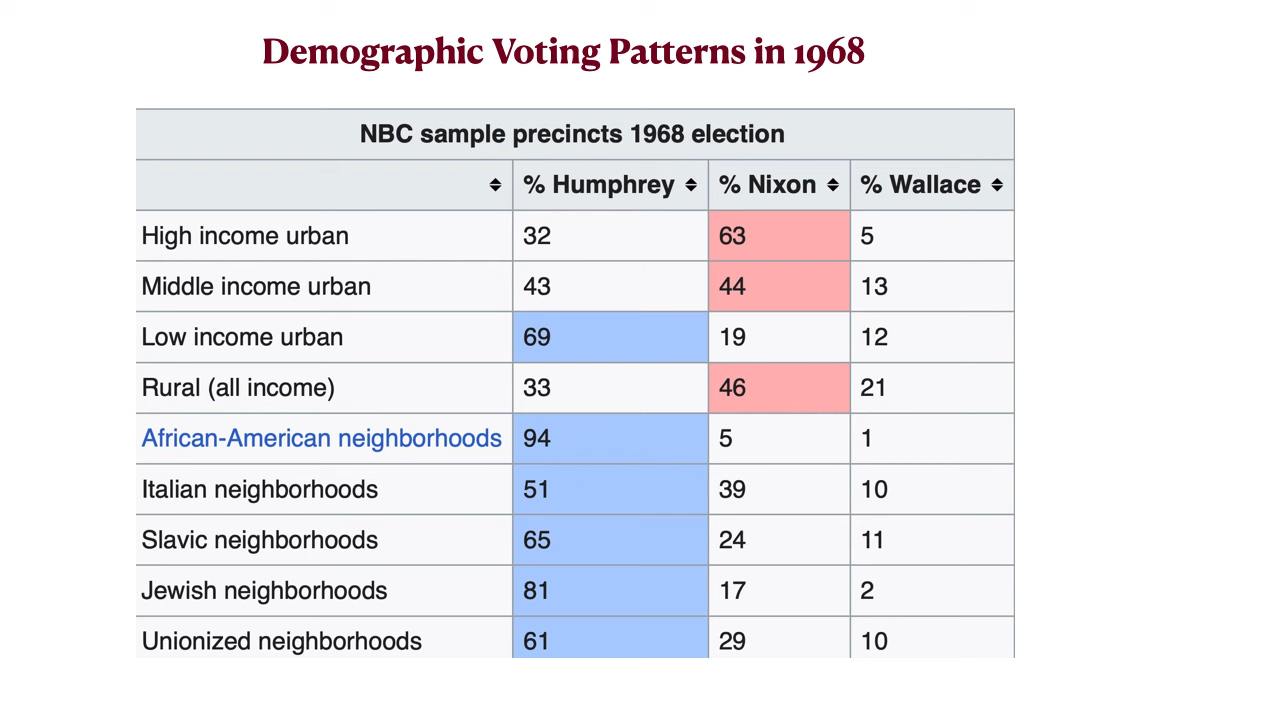 Demographic Voting Patterns in 1968
NBC sample precincts 1968 election
% Humphrey % Nixon % Wallace
High income urban 32 63 5
Middle income urban 43 44 13
Low income urban 69 19 12
Rural (all income) 33 46 21
African-American neighborhoods 94 5 1
Italian neighborhoods 51 39 10
Slavic neighborhoods 65 24 11
Jewish neighborhoods 81 17 2
Unionized neighborhoods 61 29 10